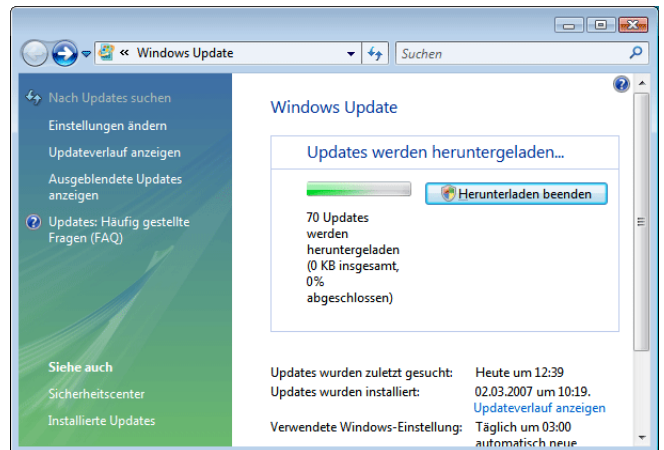 « Windows Update
Suchen
Nach Updates suchen
Einstellungen ändern
Updateverlauf anzeigen
Ausgeblendete Updates
anzeigen
Updates: Häufig gestellte
Fragen (FAQ)
Siehe auch
Sicherheitscenter
Installierte Updates
Windows Update
Updates werden heruntergeladen...
Herunterladen beenden
70 Updates
werden
heruntergeladen
(0 KB insgesamt,
0%
abgeschlossen)
Updates wurden zuletzt gesucht: Heute um 12:39
Updates wurden installiert: 02.03.2007 um 10:19.
Updateverlauf anzeigen
Verwendete Windows-Einstellung: Täglich um 03:00
automatisch neue